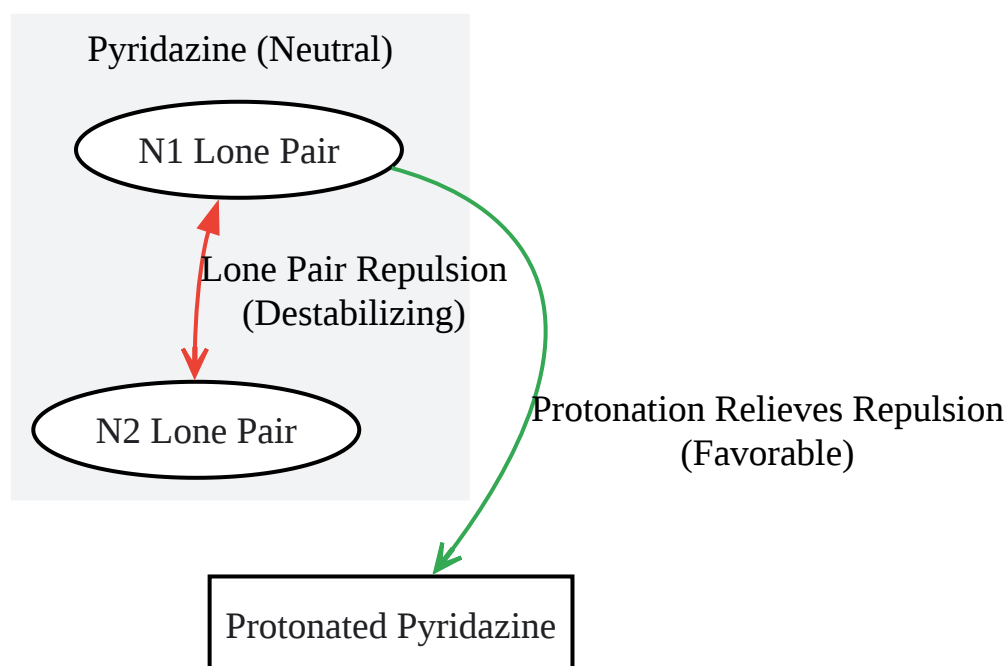 Pyridazine (Neutral)
N1 Lone Pair
Lone Pair Repulsion
(Destabilizing)
N2 Lone Pair
Protonation Relieves Repulsion
(Favorable)
Protonated Pyridazine